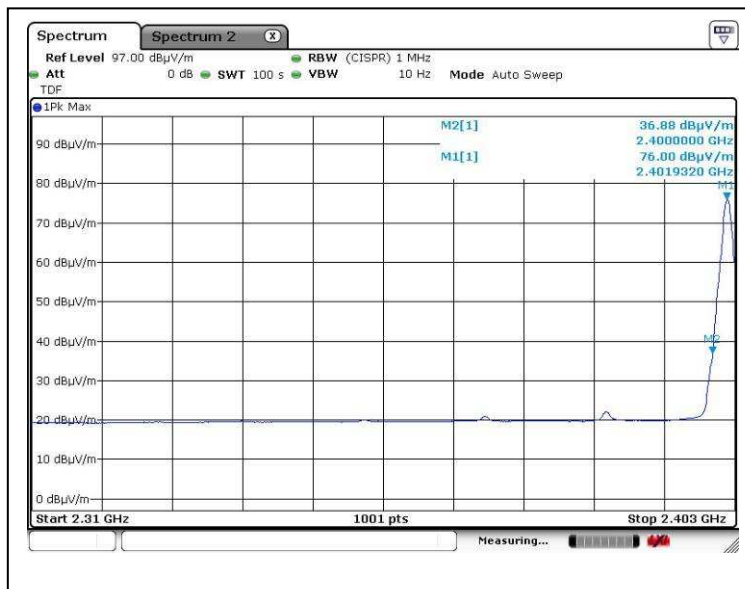 Spectrum Spectrum 2 X
Ref Level 97.00 dBµV/m RBW (CISPR) 1 MHz
Att 0 dB SWT 100 s VBW 10 Hz Mode Auto Sweep
TDF
1Pk Max
M2[1] 36.88 dBµV/m
2.4000000 GHz
M1[1] 76.00 dBµV/m
2.4019320 GHz
M1
90 dBµV/m
80 dBµV/m
70 dBµV/m
60 dBµV/m
50 dBµV/m
40 dBµV/m
M2
30 dBµV/m
20 dBµV/m
10 dBµV/m
0 dBµV/m
Start 2.31 GHz 1001 pts Stop 2.403 GHz
Measuring...